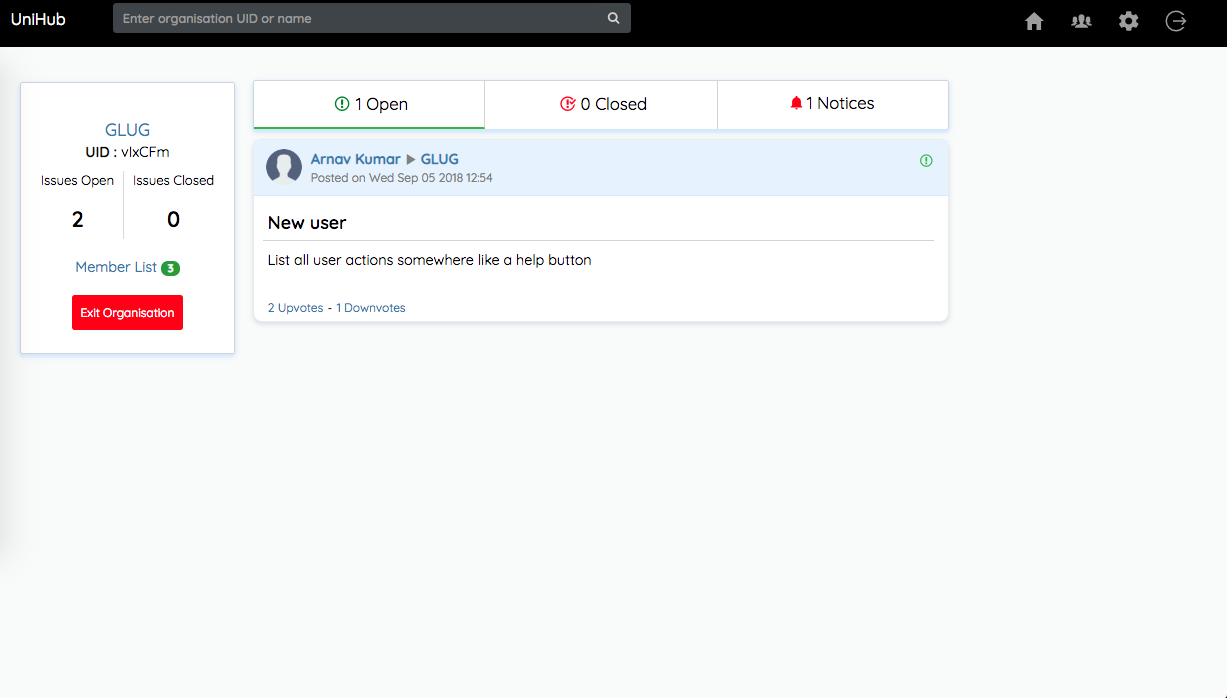 UniHub
Enter organisation UID or name
GLUG
UID : vIxCFm
Issues Open
Issues Closed
2
0
Member List 3
Exit Organisation
1 Open
0 Closed
1 Notices
Arnav Kumar ▶ GLUG
Posted on Wed Sep 05 2018 12:54
New user
List all user actions somewhere like a help button
2 Upvotes - 1 Downvotes